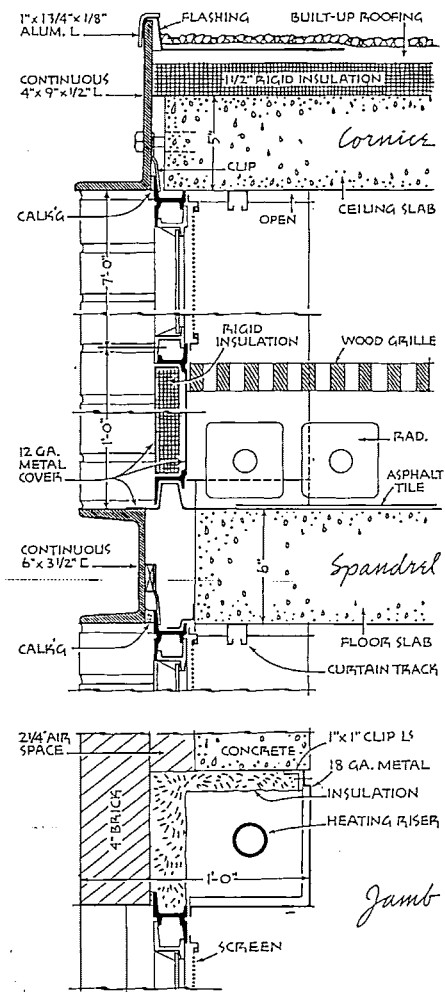 1"x 1 3/4"x 1/8"
ALUM. L
FLASHING
BUILT-UP ROOFING
CONTINUOUS
4"x 9"x 1/2" L
1 1/2" RIGID INSULATION
5"
Cornice
CLIP
CALK'G
OPEN
CEILING SLAB
7'-0"
RIGID
INSULATION
WOOD GRILLE
1'-0"
12 GA.
METAL
COVER
RAD.
ASPHALT
TILE
CONTINUOUS
6"x 3 1/2" [
6"
Spandrel
CALK'G
FLOOR SLAB
CURTAIN TRACK
2 1/4" AIR
SPACE
CONCRETE
1"x 1" CLIP LS
18 GA. METAL
4" BRICK
INSULATION
HEATING RISER
1'-0"
Jamb
SCREEN